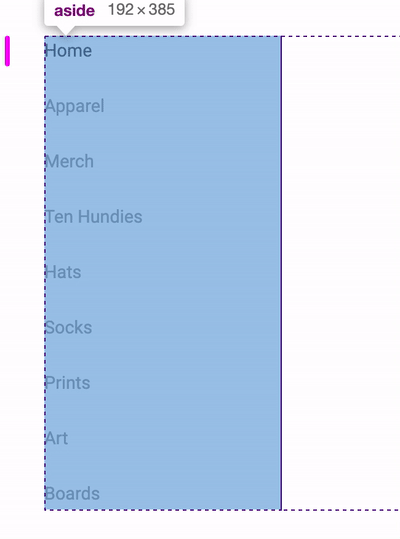 aside 192 × 385
Home
Apparel
Merch
Ten Hundies
Hats
Socks
Prints
Art
Boards